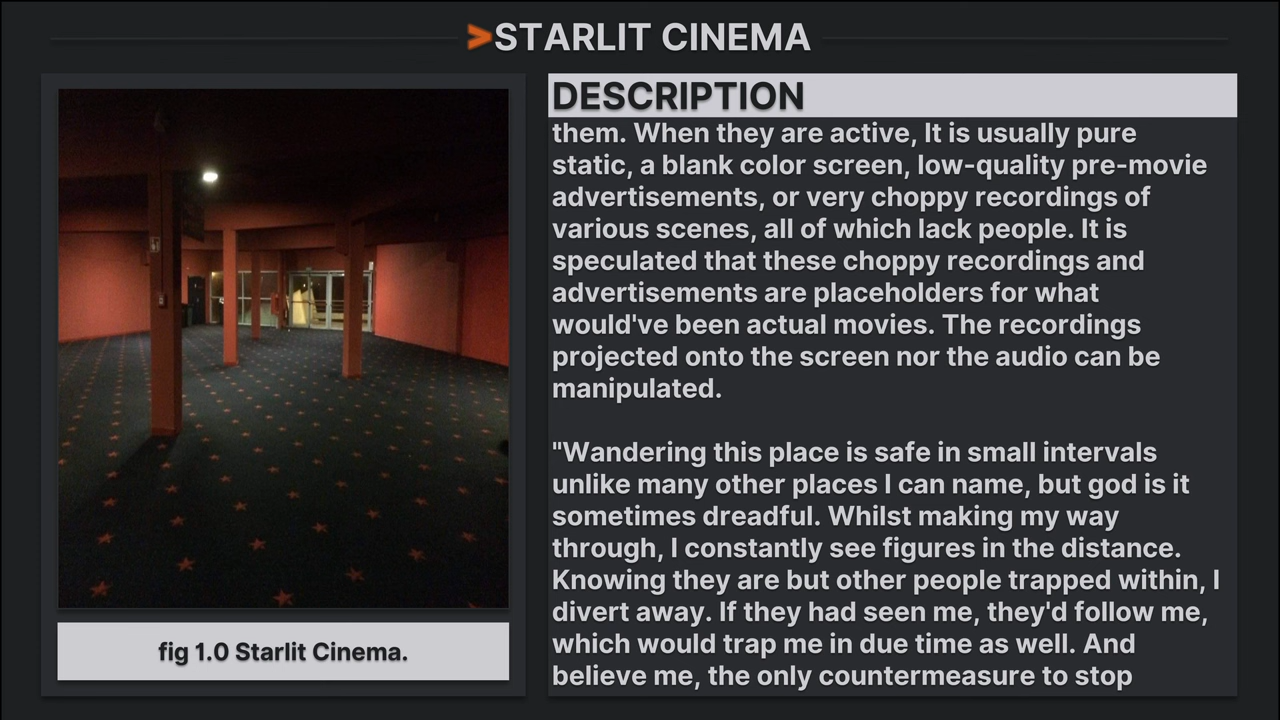 >STARLIT CINEMA
DESCRIPTION
them. When they are active, It is usually pure
static, a blank color screen, low-quality pre-movie
advertisements, or very choppy recordings of
various scenes, all of which lack people. It is
speculated that these choppy recordings and
advertisements are placeholders for what
would've been actual movies. The recordings
projected onto the screen nor the audio can be
manipulated.
"Wandering this place is safe in small intervals
unlike many other places I can name, but god is it
sometimes dreadful. Whilst making my way
through, I constantly see figures in the distance.
Knowing they are but other people trapped within, I
divert away. If they had seen me, they'd follow me,
which would trap me in due time as well. And
believe me, the only countermeasure to stop
fig 1.0 Starlit Cinema.